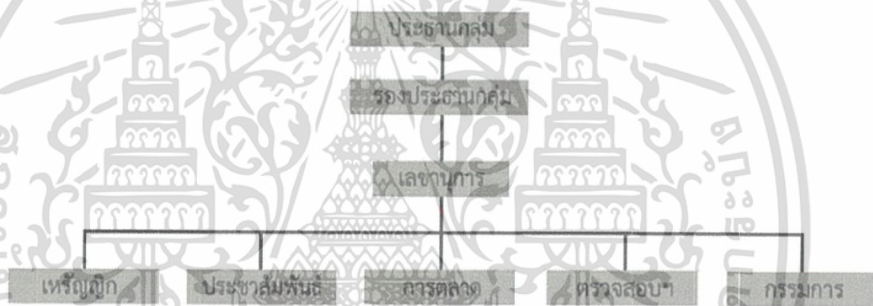 ประธานกลุ่ม
รองประธานกลุ่ม
เลขานุการ
เหรัญญิก ประชาสัมพันธ์ การตลาด ตรวจสอบฯ กรรมการ